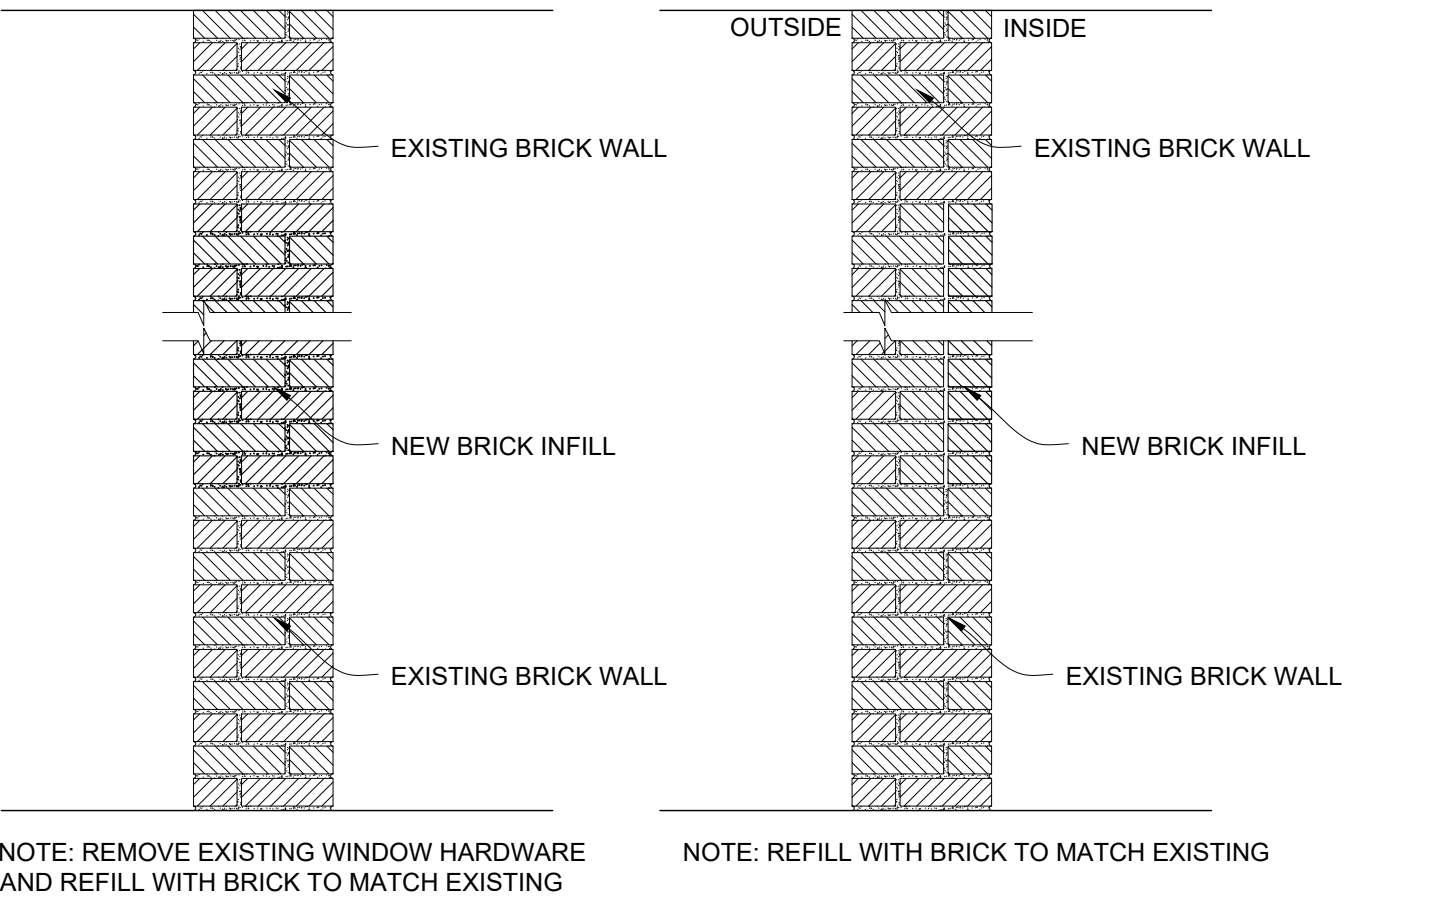 OUTSIDE
INSIDE
EXISTING BRICK WALL
EXISTING BRICK WALL
NEW BRICK INFILL
NEW BRICK INFILL
EXISTING BRICK WALL
EXISTING BRICK WALL
NOTE: REMOVE EXISTING WINDOW HARDWARE
AND REFILL WITH BRICK TO MATCH EXISTING
NOTE: REFILL WITH BRICK TO MATCH EXISTING